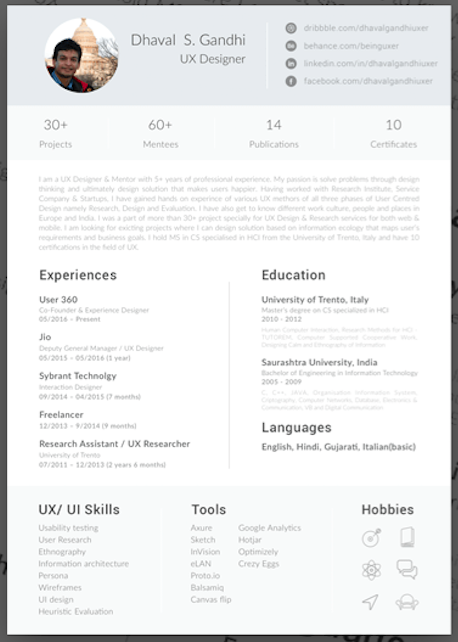 Dhaval S. Gandhi
UX Designer
dribbble.com/dhavalgandhiuxer
behance.com/beinguxer
linkedin.com/in/dhavalgandhiuxer
facebook.com/dhavalgandhiuxer
30+
Projects
60+
Mentees
14
Publications
10
Certificates
I am a UX Designer & Mentor with 5+ years of professional experience. My passion is solve problems through design
thinking and ultimately design solution that makes users happier. Having worked with Research Institute, Service
Company & Startups, I have gained hands on experince of various UX methors of all three phases of User Centred
Design namely Research, Design and Evaluation. I have also get to know different work culture, people and places in
Europe and India. I was a part of more than 30+ project specially for UX Design & Research services for both web &
mobile. I am looking for exicting projects where I can design solution based on information ecology that maps user's
requirements and business goals. I hold MS in CS specialised in HCI from the University of Trento, Italy and have 10
certifications in the field of UX.
Experiences
User 360
Co-Founder & Experience Designer
05/2016 – Present
Jio
Deputy General Manager / UX Designer
05/2015 – 05/2016 (1 year)
Sybrant Technolgy
Interaction Designer
09/2014 – 04/2015 (7 months)
Freelancer
12/2013 – 9/2014 (9 months)
Research Assistant / UX Researcher
University of Trento
07/2011 – 12/2013 (2 years 6 months)
Education
University of Trento, Italy
Master's degree on CS specialized in HCI
2010 - 2012
Human Computer Interaction, Research Methods for HCI
Computer Supported Cooperative Work,
Designing Calm and Ethnography of information
Saurashtra University, India
Bachelor of Engineering in Information Technology
2005 - 2009
C, C++, JAVA, Organisation Information Systems,
Criptography, Computer Networks, Database, Electronics &
Communication, VB and Digital Communication
Languages
English, Hindi, Gujarati, Italian(basic)
UX/ UI Skills
Usability testing
User Research
Ethnography
Information architecture
Persona
Wireframes
UI design
Heuristic Evaluation
Tools
Axure
Sketch
InVision
eLAN
Proto.io
Balsamiq
Canvas flip
Google Analytics
Hotjar
Optimizely
Crezy Eggs
Hobbies